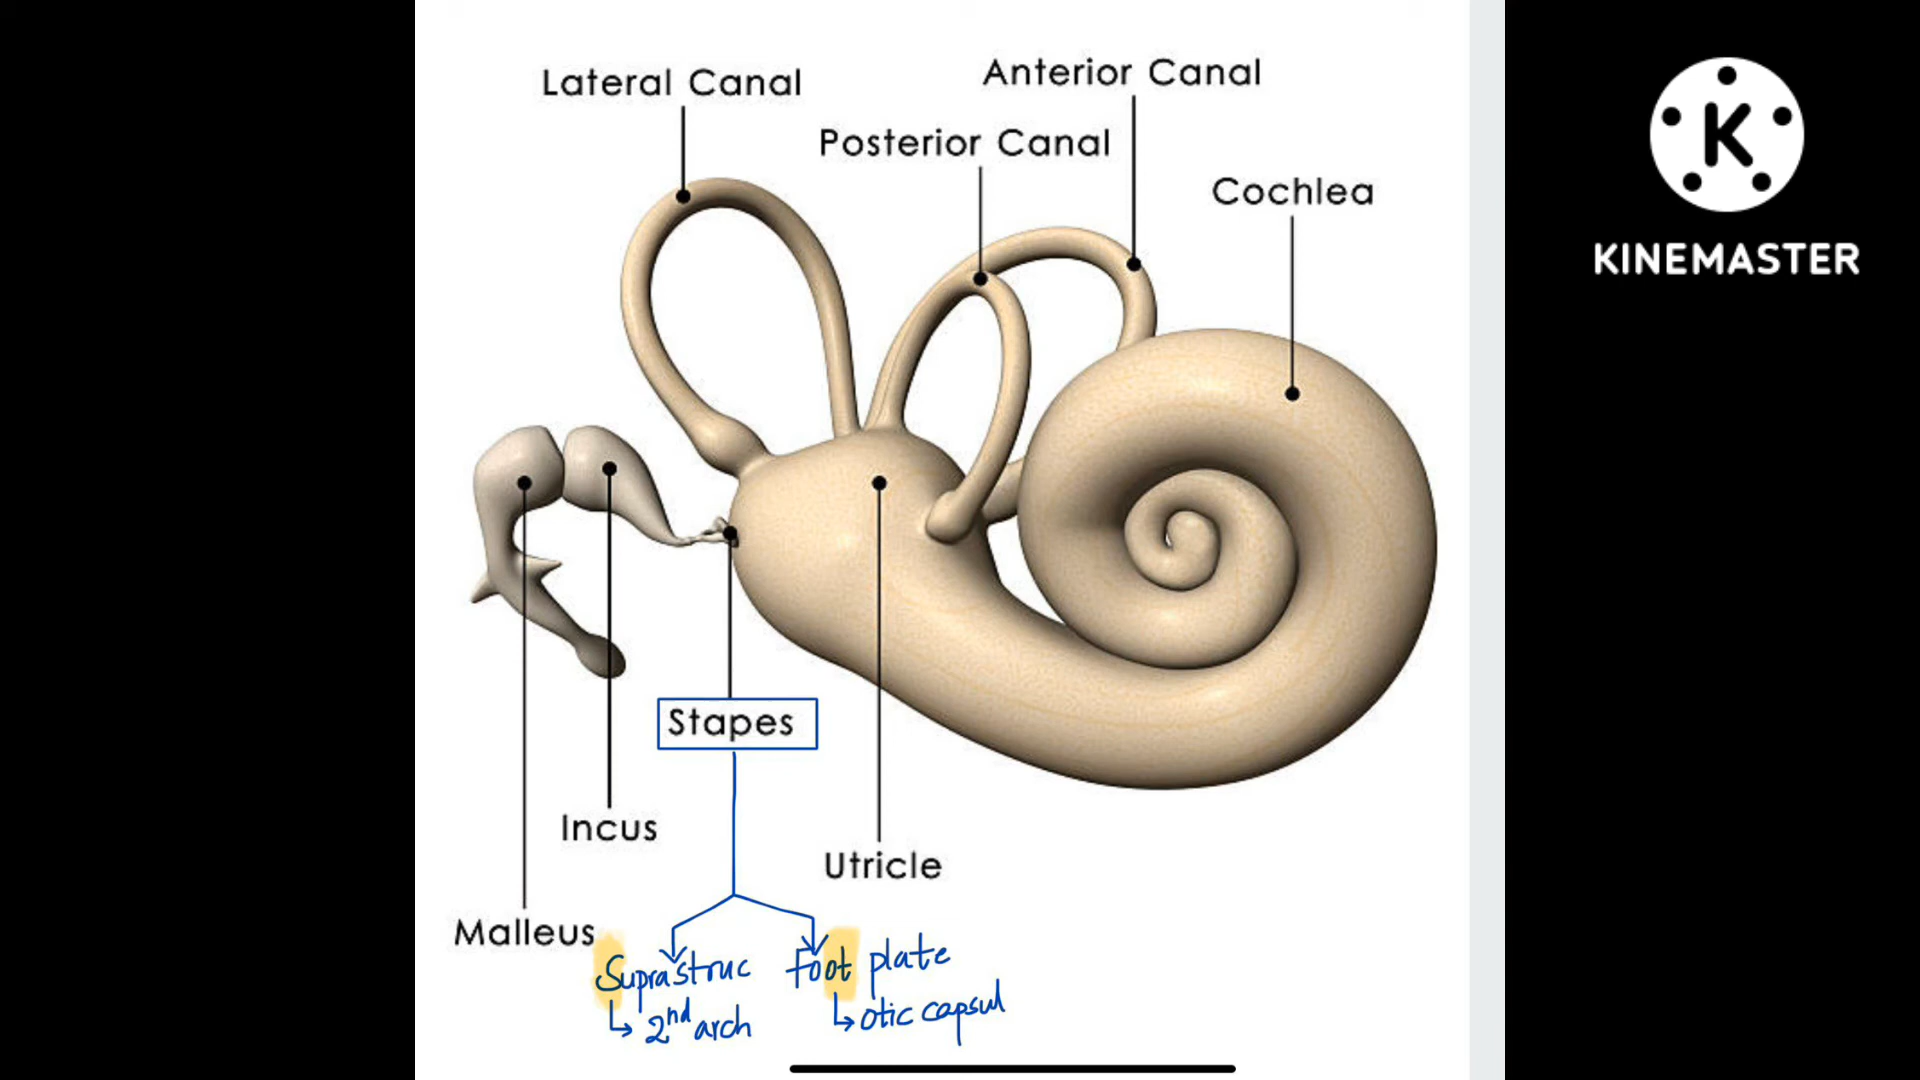 Lateral Canal
Anterior Canal
Posterior Canal
Cochlea
Stapes
Incus
Utricle
Malleus
Suprastruc
foot plate
↳ 2nd arch
↳ otic capsul
K
KINEMASTER